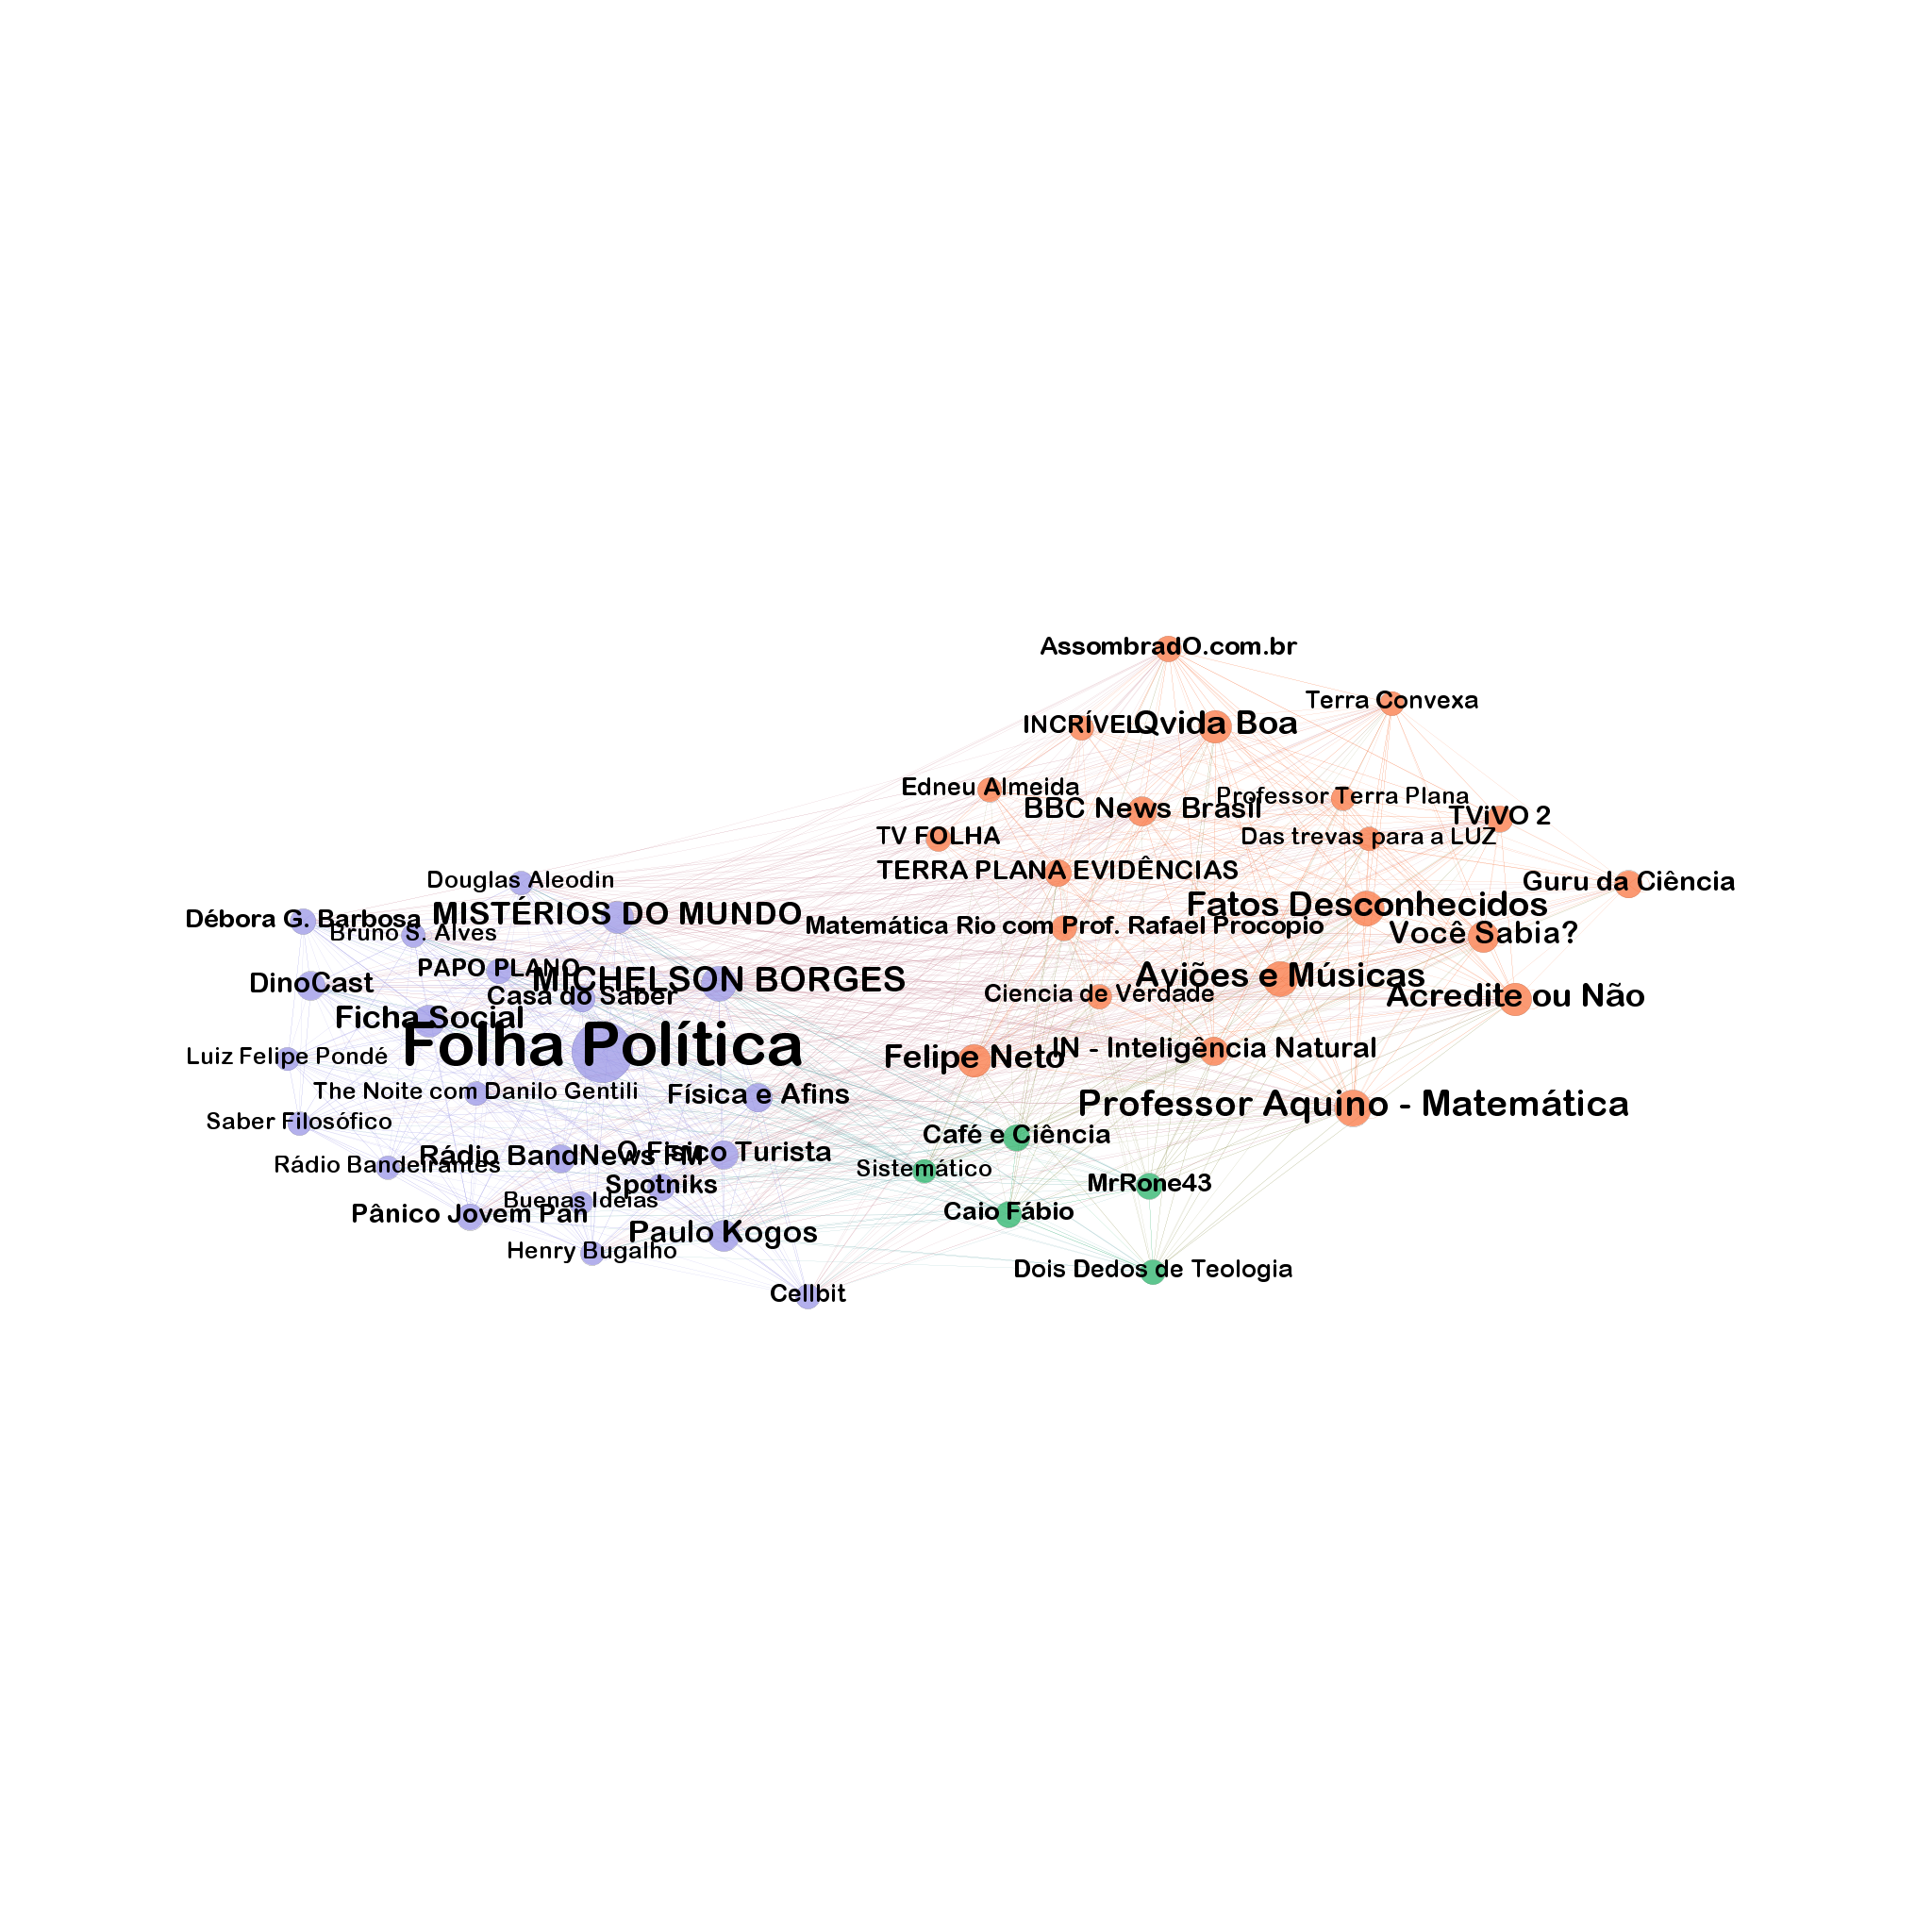 AssombradO.com.br
Terra Convexa
INCRÍVEL
Qvida Boa
Edneu Almeida
BBC News Brasil
Professor Terra Plana
TViVO 2
TV FOLHA
Das trevas para a LUZ
TERRA PLANA EVIDÊNCIAS
Douglas Aleodin
Guru da Ciência
Débora G. Barbosa
MISTÉRIOS DO MUNDO
Fatos Desconhecidos
Bruno S. Alves
Matemática Rio com Prof. Rafael Procopio
Você Sabia?
PAPO PLANO
MICHELSON BORGES
Aviões e Músicas
DinoCast
Casa do Saber
Ciencia de Verdade
Acredite ou Não
Ficha Social
Folha Política
Luiz Felipe Pondé
Felipe Neto
IN - Inteligência Natural
The Noite com Danilo Gentili
Física e Afins
Professor Aquino - Matemática
Saber Filosófico
Café e Ciência
Rádio Bandeirantes
Rádio BandNews FM
O Fisico Turista
Sistemático
Spotniks
MrRone43
Buenas Ideias
Pânico Jovem Pan
Caio Fábio
Paulo Kogos
Henry Bugalho
Dois Dedos de Teologia
Cellbit